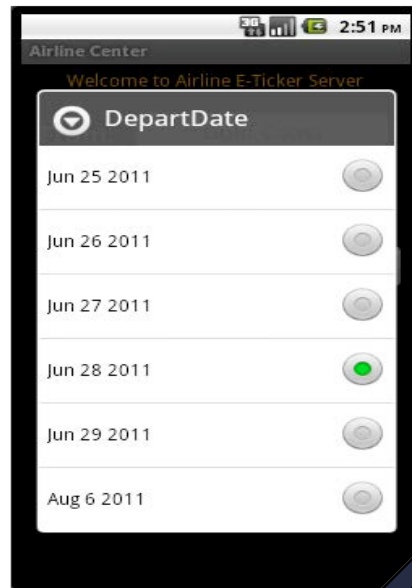 3G 2:51 PM
Airline Center
Welcome to Airline E-Ticker Server
DepartDate
Jun 25 2011
Jun 26 2011
Jun 27 2011
Jun 28 2011
Jun 29 2011
Aug 6 2011